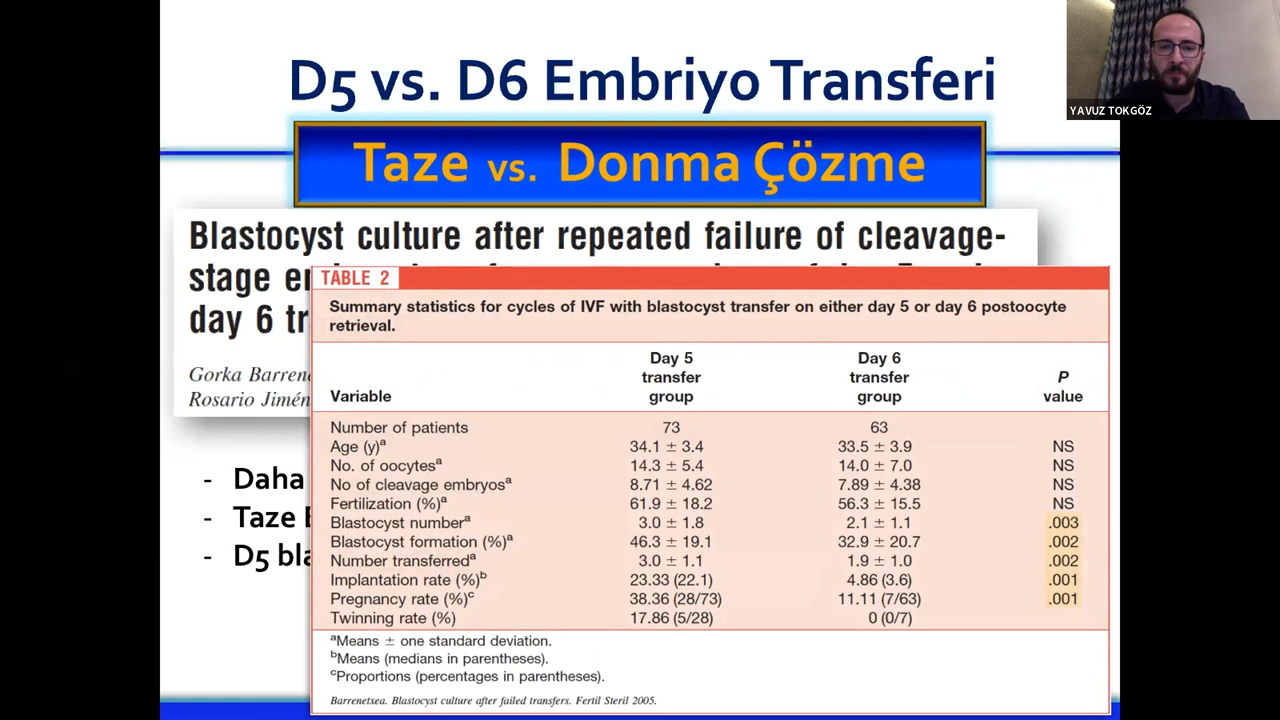 D5 vs. D6 Embriyo Transferi
YAVUZ TOKGÖZ
Taze vs. Donma Çözme
Blastocyst culture after repeated failure of cleavage-
stage
day 6
Gorka
Rosario
TABLE 2
Summary statistics for cycles of IVF with blastocyst transfer on either day 5 or day 6 postoocyte
retrieval.
Day 5 Day 6
transfer transfer P
Variable group group value
Number of patients 73 63
Age (y)a 34.1 ± 3.4 33.5 ± 3.9 NS
No. of oocytesa 14.3 ± 5.4 14.0 ± 7.0 NS
No of cleavage embryosa 8.71 ± 4.62 7.89 ± 4.38 NS
Fertilization (%)a 61.9 ± 18.2 56.3 ± 15.5 NS
Blastocyst numbera 3.0 ± 1.8 2.1 ± 1.1 .003
Blastocyst formation (%)a 46.3 ± 19.1 32.9 ± 20.7 .002
Number transferreda 3.0 ± 1.1 1.9 ± 1.0 .002
Implantation rate (%)b 23.33 (22.1) 4.86 (3.6) .001
Pregnancy rate (%)c 38.36 (28/73) 11.11 (7/63) .001
Twinning rate (%) 17.86 (5/28) 0 (0/7)
aMeans ± one standard deviation.
bMeans (medians in parentheses).
cProportions (percentages in parentheses).
Barrenetxea. Blastocyst culture after failed transfers. Fertil Steril 2005.
- Daha
- Taze
- D5